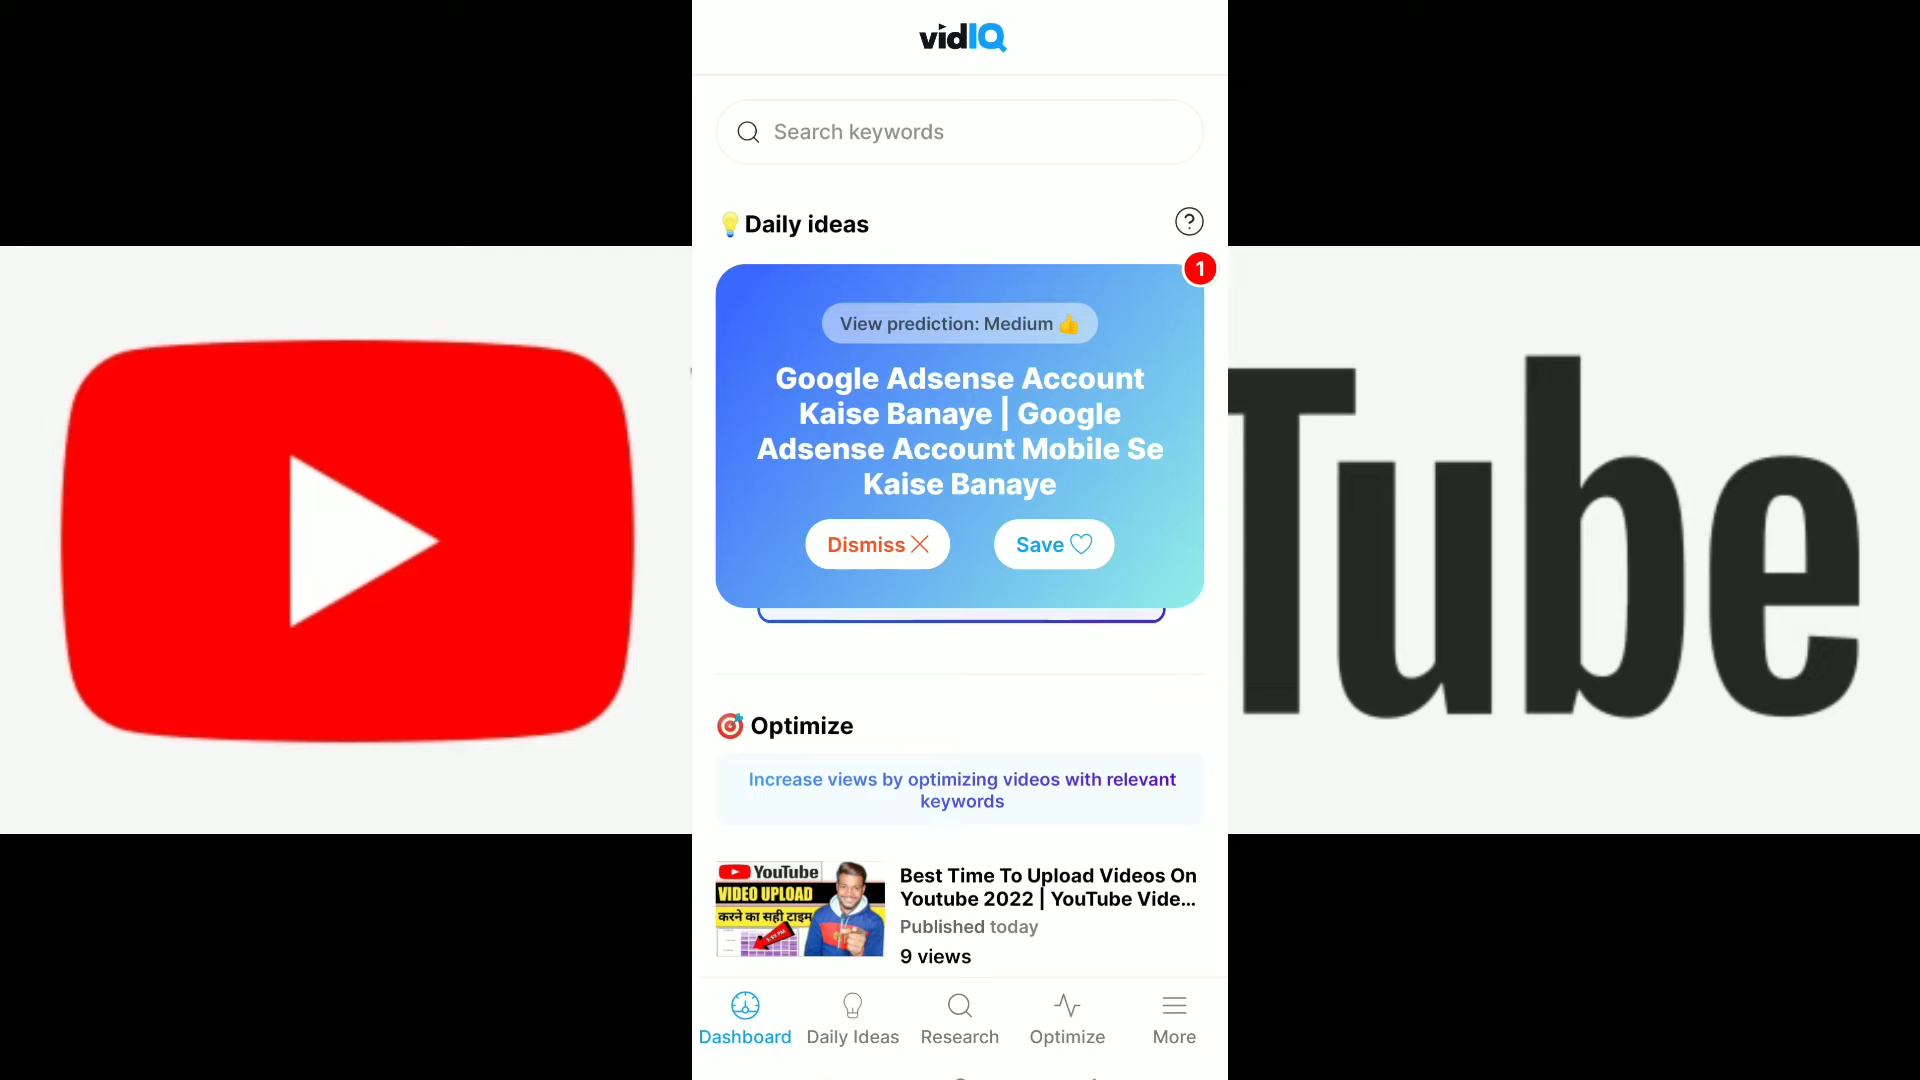 vidIQ
Search keywords
Daily ideas
1
View prediction: Medium
Google Adsense Account
Kaise Banaye | Google
Adsense Account Mobile Se
Kaise Banaye
Dismiss
Save
Tube
Optimize
Increase views by optimizing videos with relevant
keywords
YouTube
VIDEO UPLOAD
करने का सही टाइम
Best Time To Upload Videos On
Youtube 2022 | YouTube Vide...
Published today
9 views
Dashboard
Daily Ideas
Research
Optimize
More